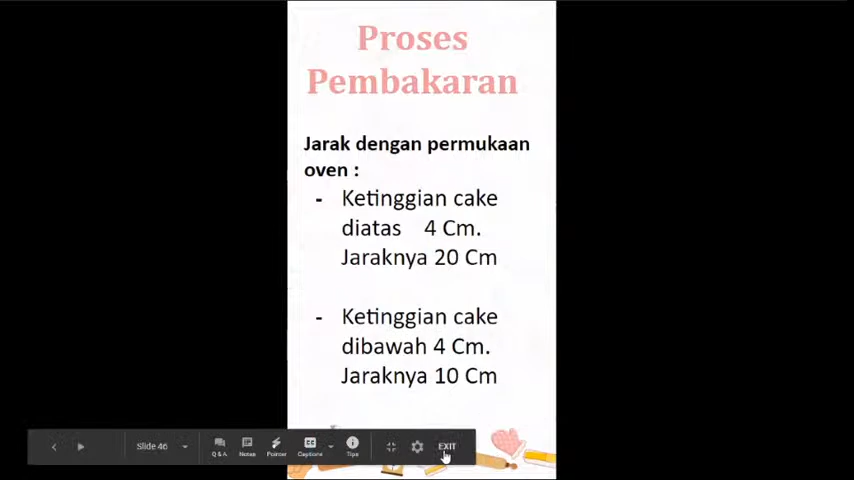 Proses
Pembakaran
Jarak dengan permukaan
oven :
- Ketinggian cake
diatas 4 Cm.
Jaraknya 20 Cm
- Ketinggian cake
dibawah 4 Cm.
Jaraknya 10 Cm
Slide 46
Q & A
Notes
Pointer
Captions
Tips
EXIT